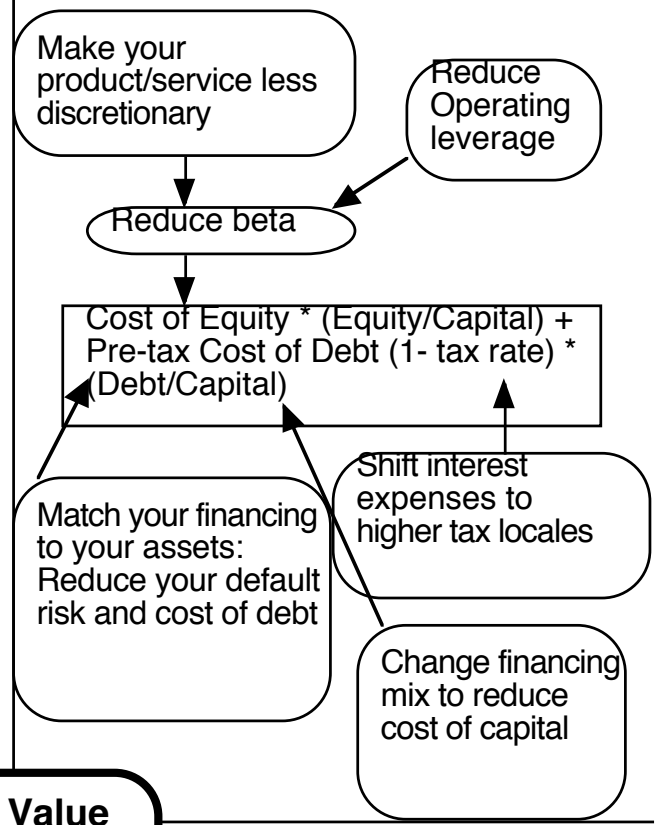 Make your
product/service less
discretionary
Reduce
Operating
leverage
Reduce beta
Cost of Equity * (Equity/Capital) +
Pre-tax Cost of Debt (1- tax rate) *
(Debt/Capital)
Shift interest
expenses to
higher tax locales
Match your financing
to your assets:
Reduce your default
risk and cost of debt
Change financing
mix to reduce
cost of capital
Value